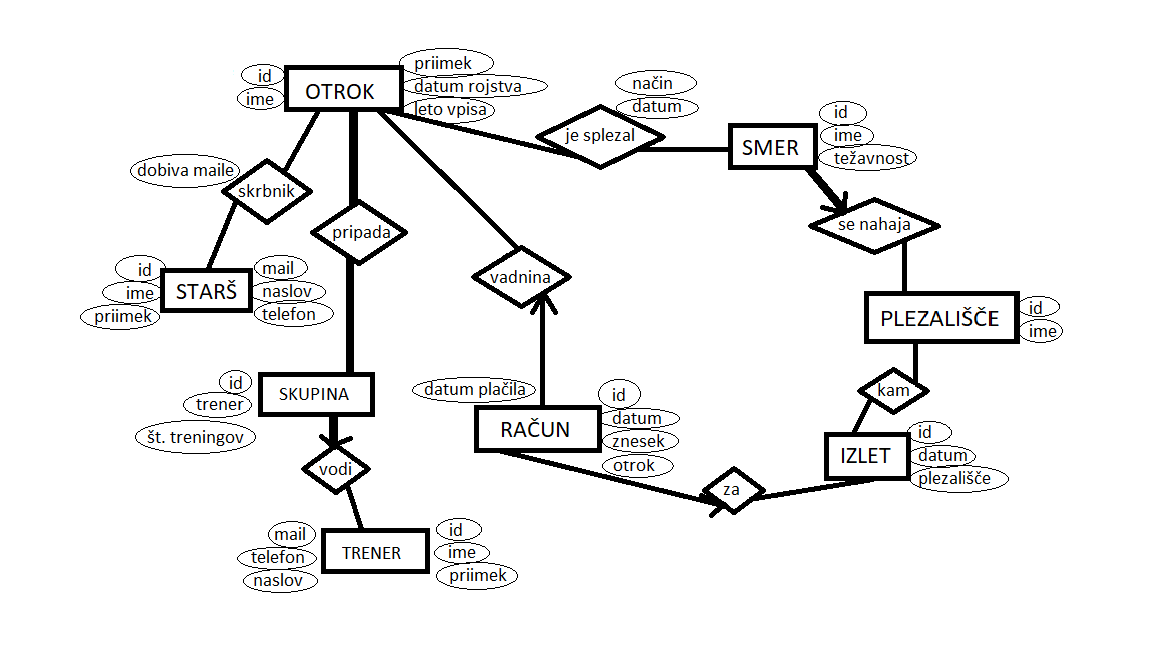 OTROK
id
ime
priimek
datum rojstva
leto vpisa
način
datum
je splezal
SMER
id
ime
težavnost
dobiva maile
skrbnik
pripada
se nahaja
vadnina
STARŠ
id
ime
priimek
mail
naslov
telefon
PLEZALIŠČE
id
ime
kam
SKUPINA
id
trener
št. treningov
datum plačila
RAČUN
id
datum
znesek
otrok
IZLET
id
datum
plezališče
vodi
za
TRENER
mail
telefon
naslov
id
ime
priimek